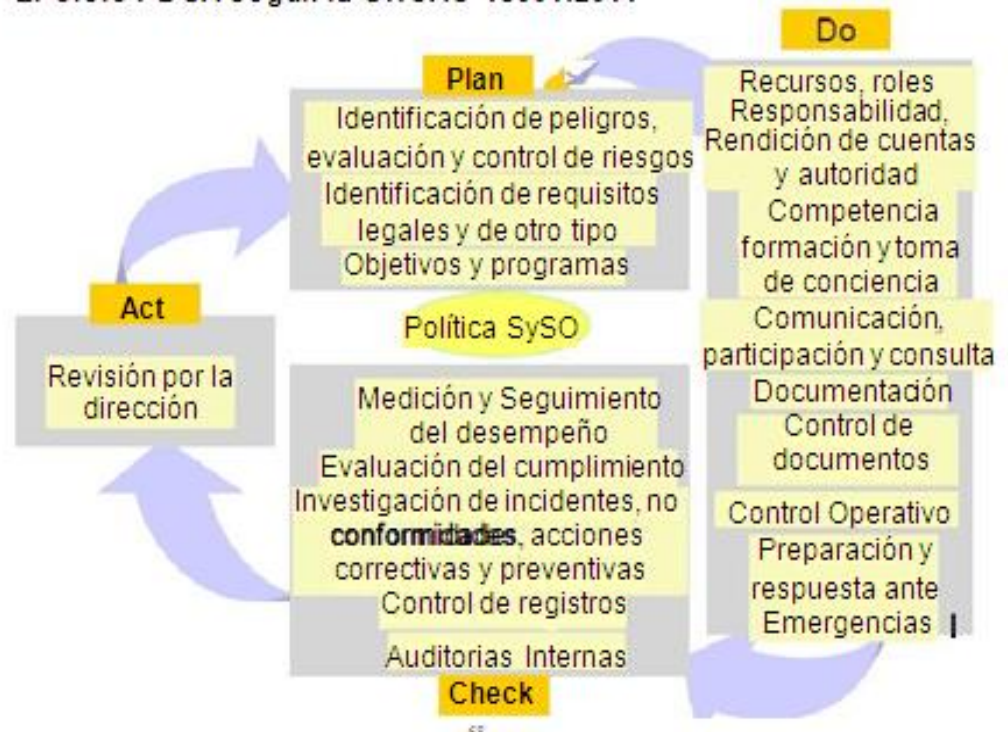 Plan
Identificación de peligros,
evaluación y control de riesgos
Identificación de requisitos
legales y de otro tipo
Objetivos y programas
Do
Recursos, roles
Responsabilidad,
Rendición de cuentas
y autoridad
Competencia
formación y toma
de conciencia
Comunicación,
participación y consulta
Documentación
Control de
documentos
Control Operativo
Preparación y
respuesta ante
Emergencias
Act
Revisión por la
dirección
Política SySO
Medición y Seguimiento
del desempeño
Evaluación del cumplimiento
Investigación de incidentes, no
conformidades, acciones
correctivas y preventivas
Control de registros
Auditorias Internas
Check